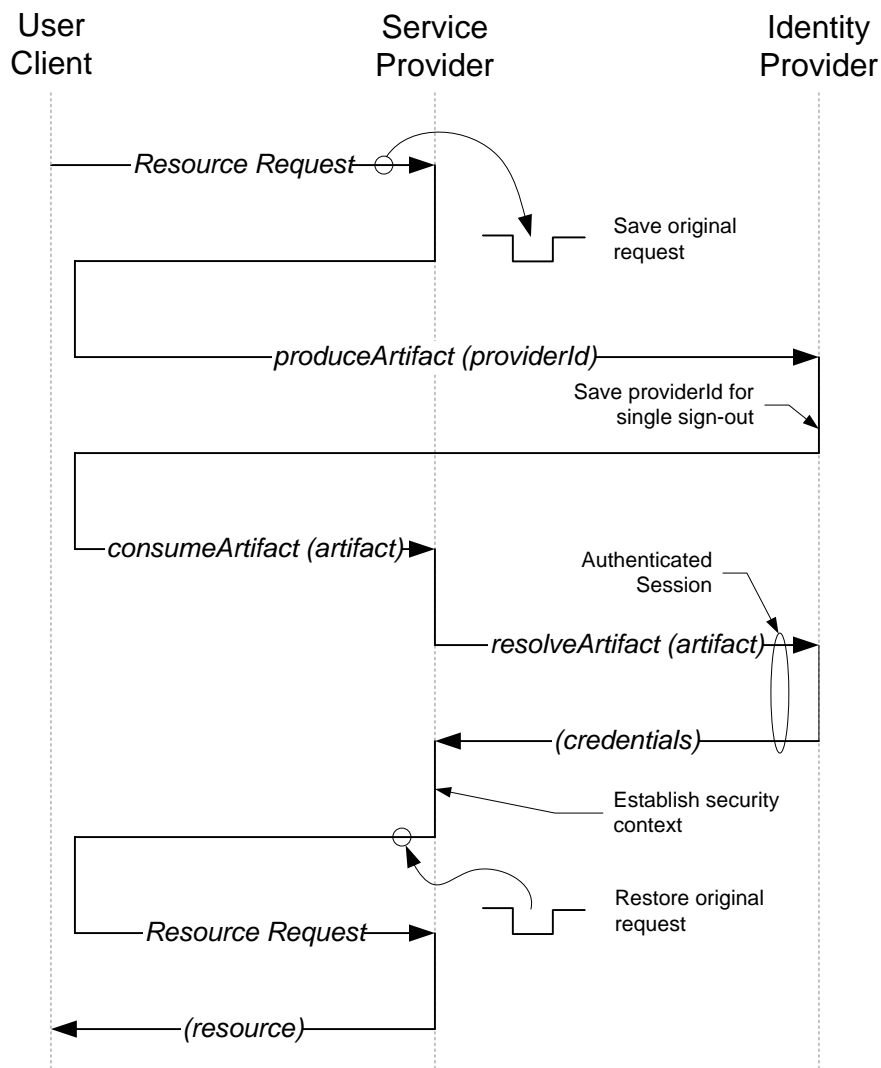 User
Client
Service
Provider
Identity
Provider
Resource Request
Save original
request
produceArtifact (providerId)
Save providerId for
single sign-out
consumeArtifact (artifact)
Authenticated
Session
resolveArtifact (artifact)
(credentials)
Establish security
context
Restore original
request
Resource Request
(resource)